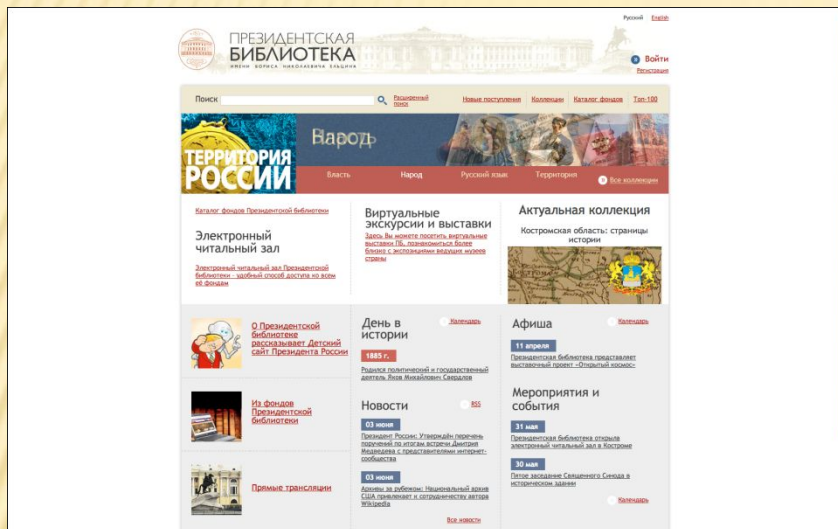 Русский English
ПРЕЗИДЕНТСКАЯ
БИБЛИОТЕКА
ИМЕНИ БОРИСА НИКОЛАЕВИЧА ЕЛЬЦИНА
Войти
Регистрация
Поиск
Расширенный
поиск
Новые поступления Коллекции Каталог фондов Топ-100
ТЕРРИТОРИЯ
РОССИИ
Народъ
Власть Народ Русский язык Территория Все коллекции
Каталог фондов Президентской библиотеки
Электронный
читальный зал
Электронный читальный зал Президентской
библиотеки - удобный способ доступа ко всем
её фондам
Виртуальные
экскурсии и выставки
Здесь Вы можете посетить виртуальные
выставки ПБ, познакомиться более
близко с экспозициями ведущих музеев
страны
Актуальная коллекция
Костромская область: страницы
истории
О Президентской
библиотеке
рассказывает Детский
сайт Президента России
Из фондов
Президентской
библиотеки
Прямые трансляции
День в
истории
Календарь
1885 г.
Родился политический и государственный
деятель Яков Михайлович Свердлов
Новости
RSS
03 июня
Президент России: Утверждён перечень
поручений по итогам встречи Дмитрия
Медведева с представителями интернет-
сообщества
03 июня
Архивы за рубежом: Национальный архив
США привлекает к сотрудничеству автора
Wikipedia
Все новости
Афиша
Календарь
11 апреля
Президентская библиотека представляет
выставочный проект «Открытый космос»
Мероприятия и
события
31 мая
Президентская библиотека открыла
электронный читальный зал в Костроме
30 мая
Пятое заседание Священного Синода в
историческом здании
Календарь